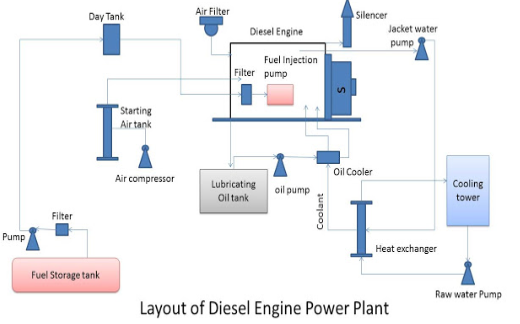 Day Tank
Air Filter
Silencer
Diesel Engine
Jacket water
pump
Fuel Injection
pump
Filter
S
Starting
Air tank
Air compressor
Lubricating
Oil tank
oil pump
Oil Cooler
Coolant
Cooling
tower
Heat exchanger
Filter
Pump
Fuel Storage tank
Raw water Pump
Layout of Diesel Engine Power Plant